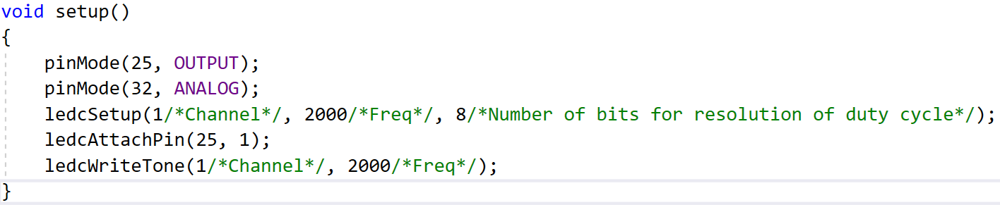 void setup()
{
    pinMode(25, OUTPUT);
    pinMode(32, ANALOG);
    ledcSetup(1/*Channel*/, 2000/*Freq*/, 8/*Number of bits for resolution of duty cycle*/);
    ledcAttachPin(25, 1);
    ledcWriteTone(1/*Channel*/, 2000/*Freq*/);
}